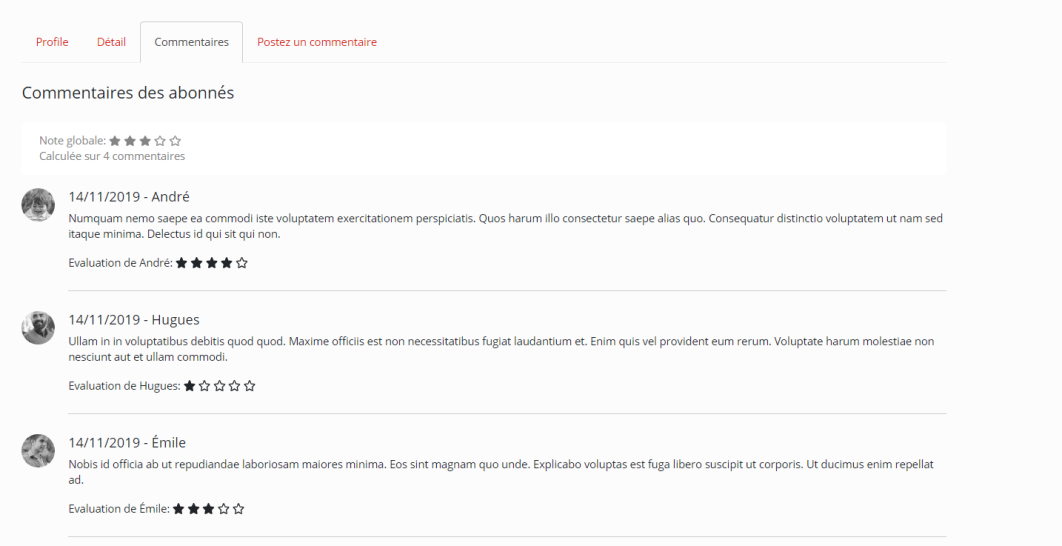 Profile Détail Commentaires Postez un commentaire
Commentaires des abonnés
Note globale:
Calculée sur 4 commentaires
14/11/2019 - André
Numquam nemo saepe ea commodi iste voluptatem exercitationem perspiciatis. Quos harum illo consectetur saepe alias quo. Consequatur distinctio voluptatem ut nam sed
itaque minima. Delectus id qui sit qui non.
Evaluation de André:
14/11/2019 - Hugues
Ullam in in voluptatibus debitis quod quod. Maxime officiis est non necessitatibus fugiat laudantium et. Enim quis vel provident eum rerum. Voluptate harum molestiae non
nesciunt aut et ullam commodi.
Evaluation de Hugues:
14/11/2019 - Émile
Nobis id officia ab ut repudiandae laboriosam maiores minima. Eos sint magnam quo unde. Explicabo voluptas est fuga libero suscipit ut corporis. Ut ducimus enim repellat
ad.
Evaluation de Émile: